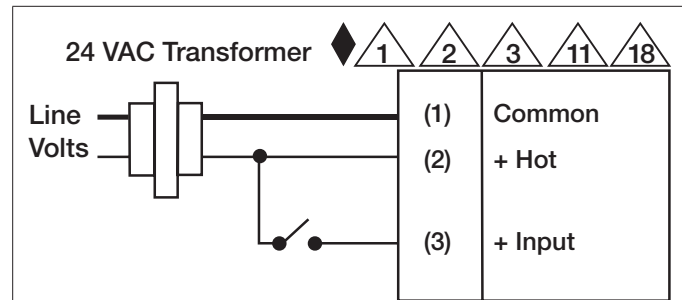 24 VAC Transformer 1 2 3 11 18
Line (1) Common
Volts (2) + Hot
(3) + Input